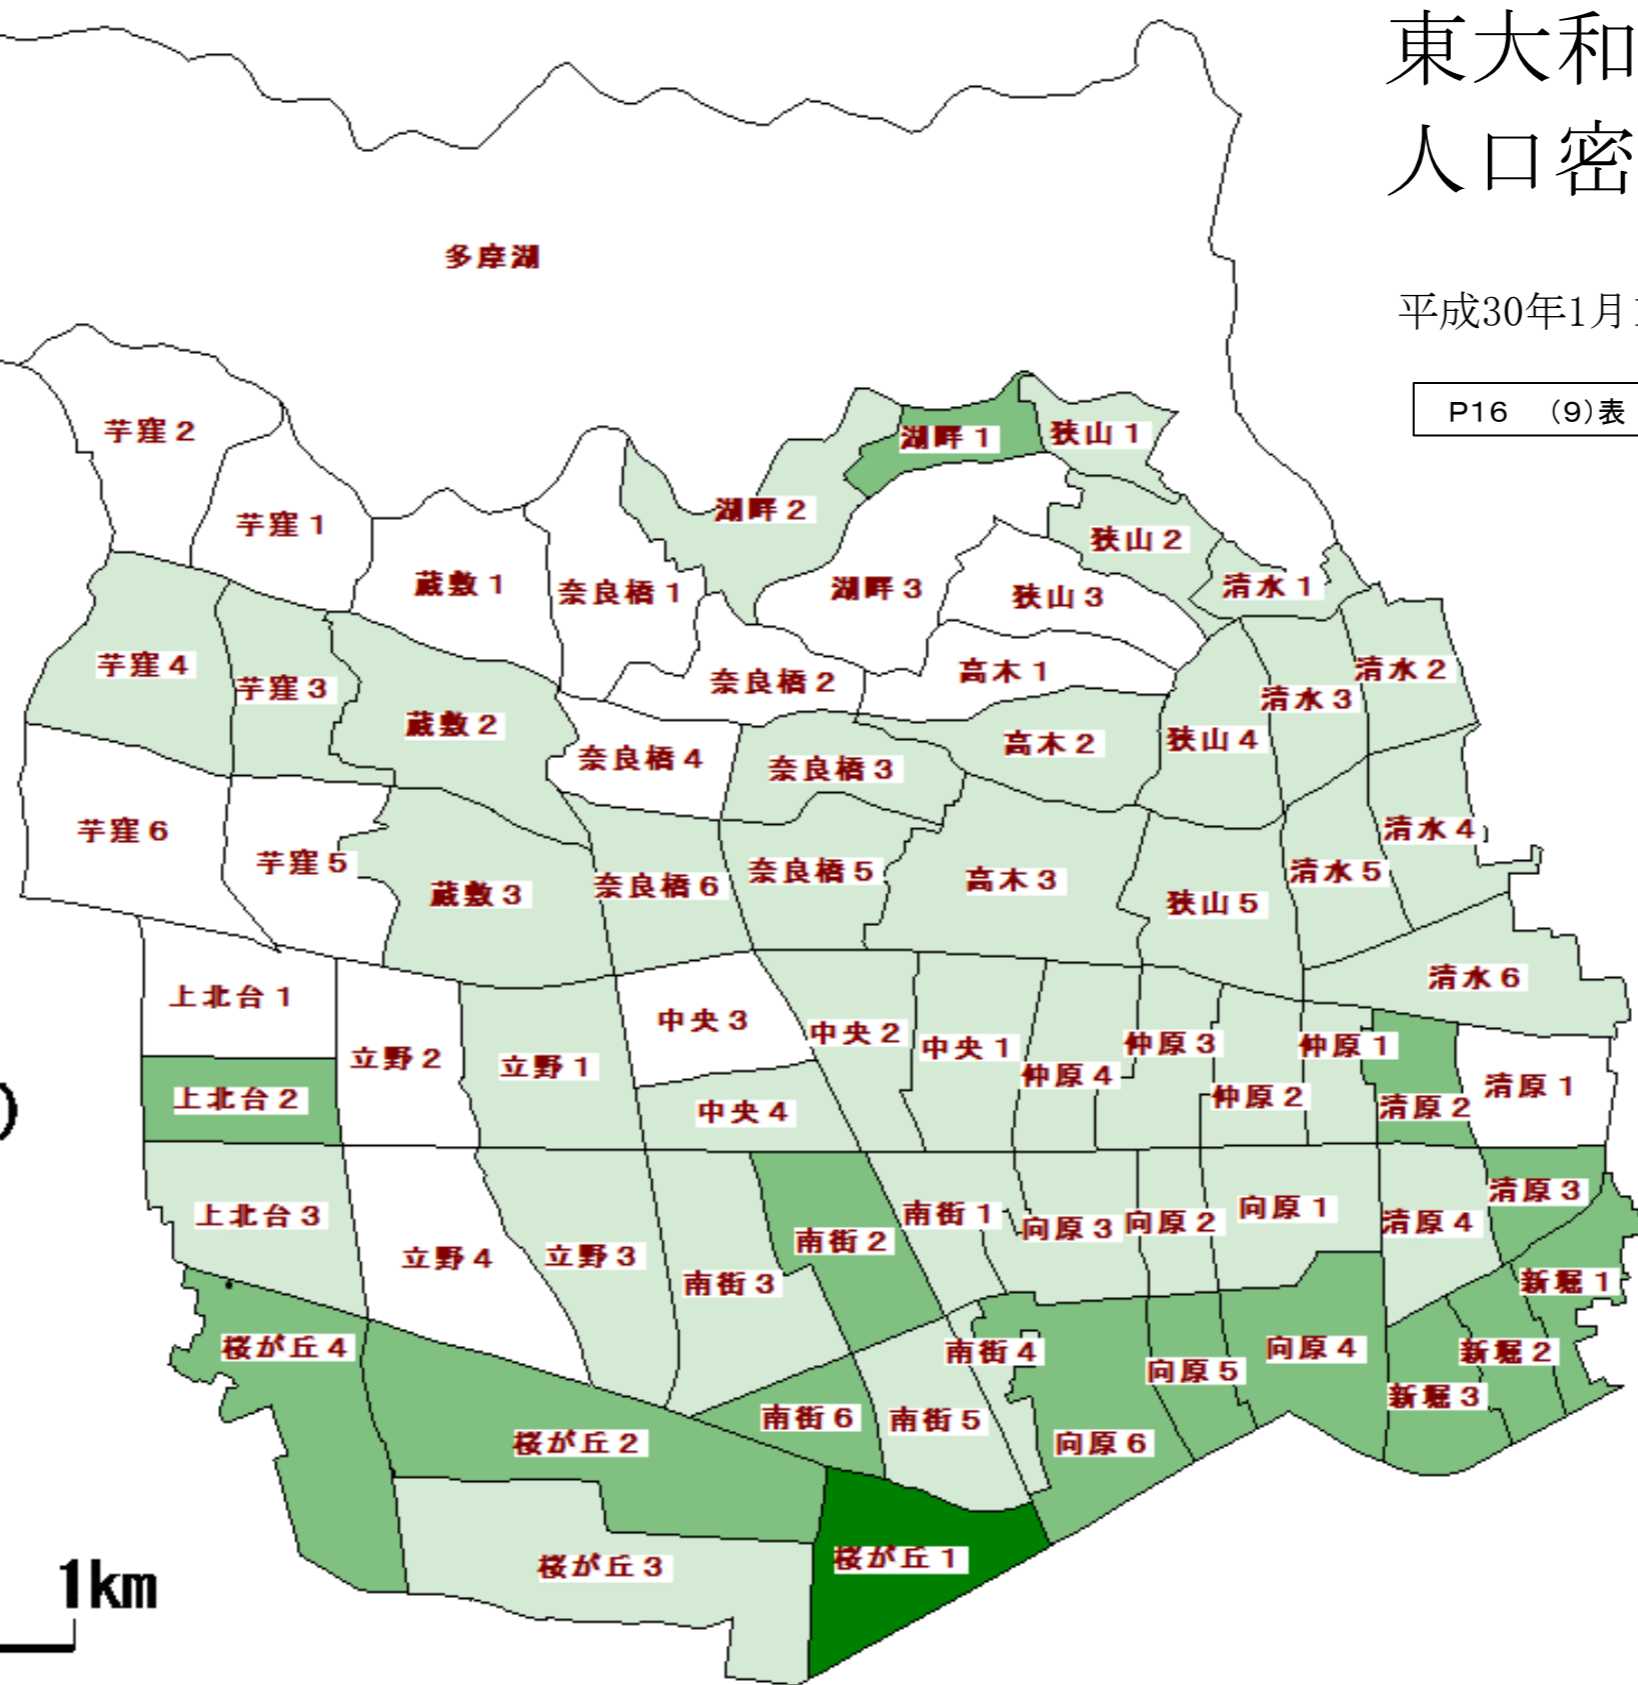 東大和
人口密
平成30年1月1
P16 (9)表
多摩湖
芋窪2
湖畔1
狭山1
芋窪1
湖畔2
狭山2
蔵敷1
奈良橋1
湖畔3
狭山3
清水1
芋窪4
芋窪3
奈良橋2
高木1
清水2
清水3
蔵敷2
奈良橋4
奈良橋3
高木2
狭山4
芋窪6
芋窪5
蔵敷3
奈良橋6
奈良橋5
高木3
狭山5
清水5
清水4
清水6
上北台1
立野2
立野1
中央3
中央2
中央1
仲原4
仲原3
仲原2
仲原1
清原2
清原1
上北台2
中央4
)
上北台3
立野4
立野3
南街3
南街2
南街1
向原3
向原2
向原1
清原4
清原3
新堀1
桜が丘4
南街4
向原5
向原4
新堀2
新堀3
桜が丘2
南街6
南街5
向原6
桜が丘3
桜が丘1
1km